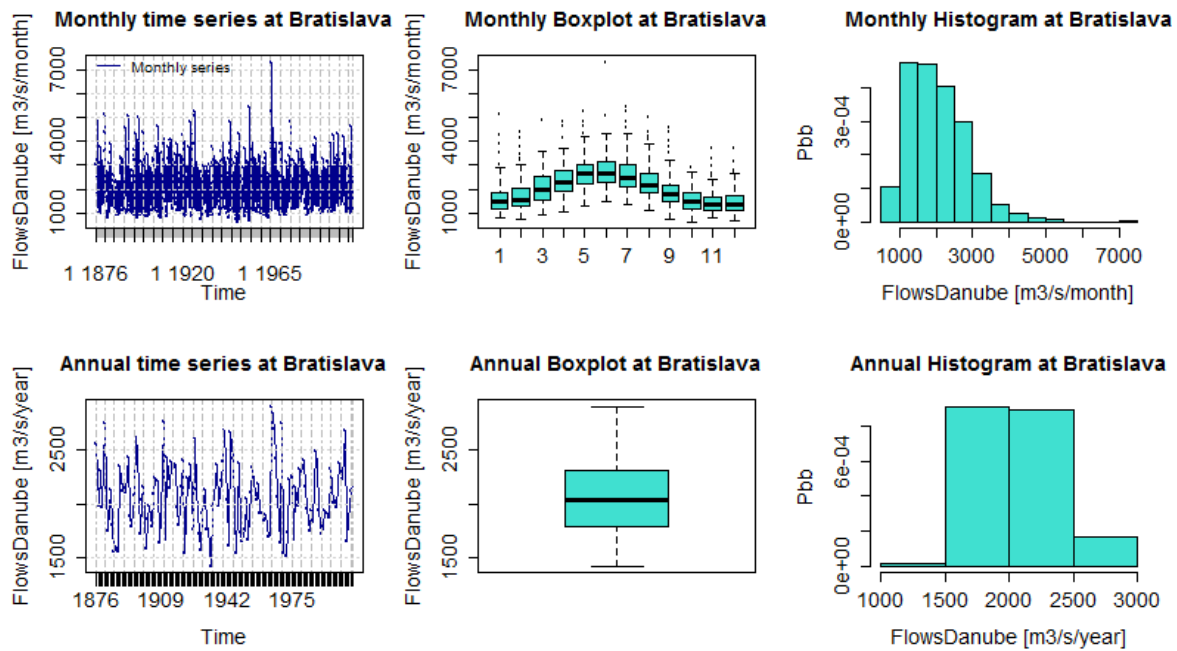 Monthly time series at Bratislava
FlowsDanube [m3/s/month]
7000
4000
1000
Monthly series
1 1876 1 1920 1 1965
Time
Monthly Boxplot at Bratislava
FlowsDanube [m3/s/month]
7000
4000
1000
1 3 5 7 9 11
Monthly Histogram at Bratislava
Pbb
3e-04
0e+00
1000 3000 5000 7000
FlowsDanube [m3/s/month]
Annual time series at Bratislava
FlowsDanube [m3/s/year]
2500
1500
1876 1909 1942 1975
Time
Annual Boxplot at Bratislava
FlowsDanube [m3/s/year]
2500
1500
Annual Histogram at Bratislava
Pbb
6e-04
0e+00
1000 1500 2000 2500 3000
FlowsDanube [m3/s/year]